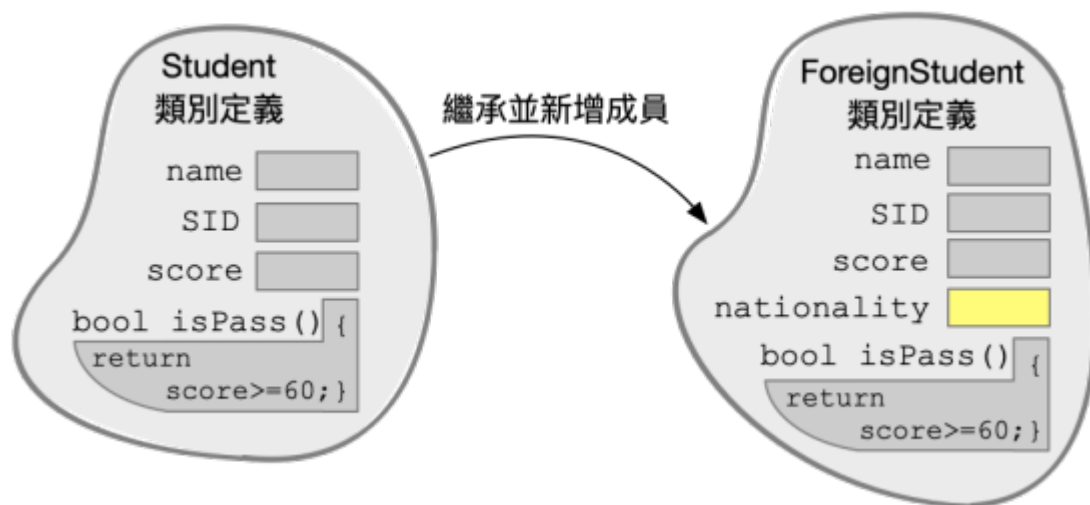 Student
類別定義
name
SID
score
bool isPass() {
return
score>=60;}
繼承並新增成員
ForeignStudent
類別定義
name
SID
score
nationality
bool isPass() {
return
score>=60;}